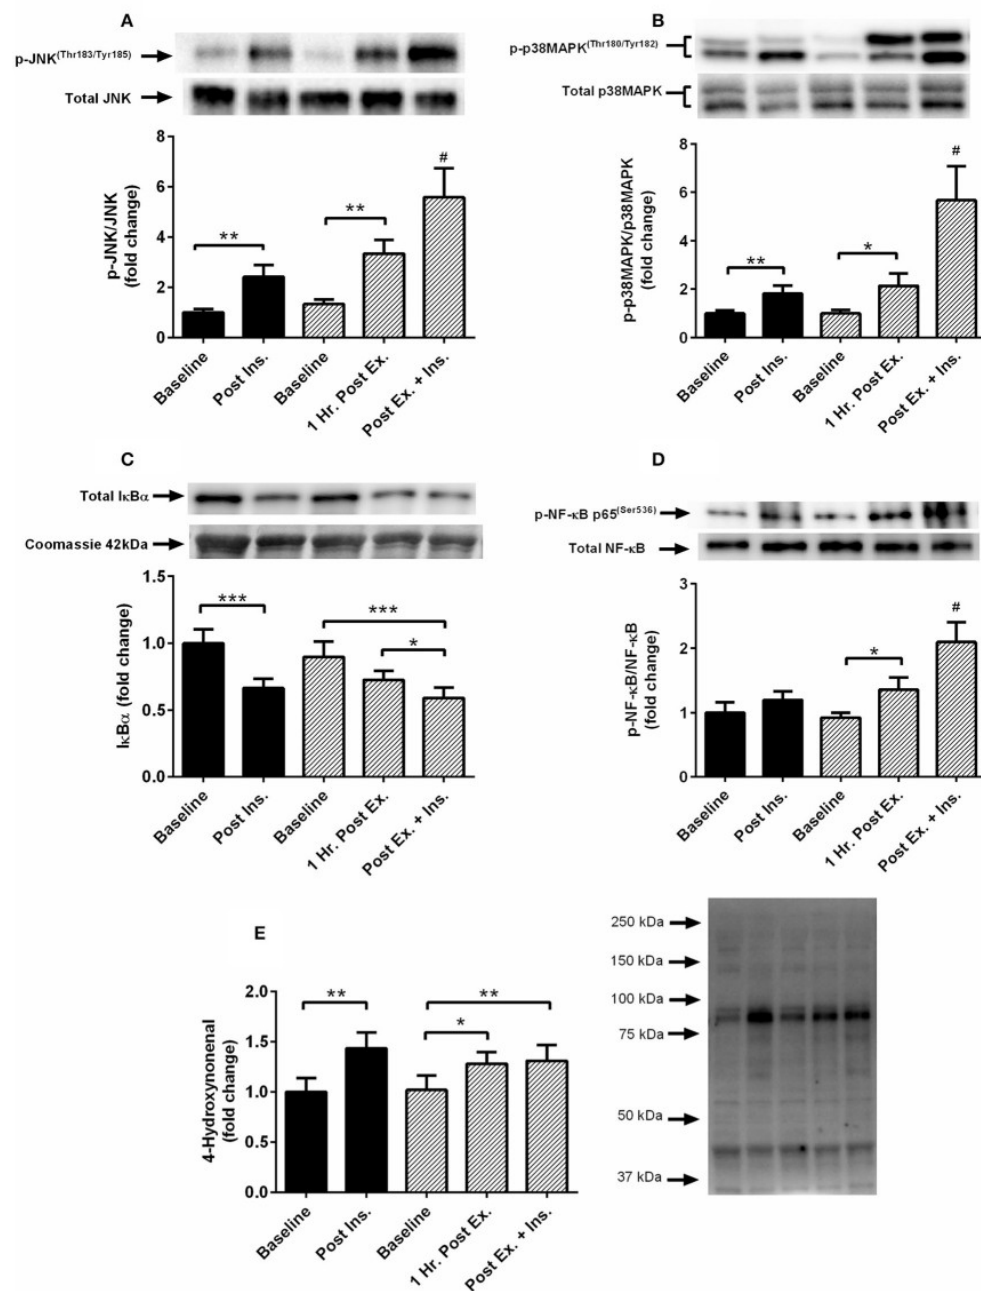 A
p-JNK(Thr183/Tyr185)
Total JNK
p-JNK/JNK
(fold change)
8
6
4
2
0
**
**
#
Baseline
Post Ins.
Baseline
1 Hr. Post Ex.
Post Ex. + Ins.
B
p-p38MAPK(Thr180/Tyr182)
Total p38MAPK
p-p38MAPK/p38MAPK
(fold change)
8
6
4
2
0
**
*
#
Baseline
Post Ins.
Baseline
1 Hr. Post Ex.
Post Ex. + Ins.
C
Total IκBα
Coomassie 42kDa
IκBα (fold change)
1.5
1.0
0.5
0.0
***
***
*
Baseline
Post Ins.
Baseline
1 Hr. Post Ex.
Post Ex. + Ins.
D
p-NF-κB p65(Ser536)
Total NF-κB
p-NF-κB/NF-κB
(fold change)
3
2
1
0
*
#
Baseline
Post Ins.
Baseline
1 Hr. Post Ex.
Post Ex. + Ins.
E
4-Hydroxynonenal
(fold change)
2.0
1.5
1.0
0.5
0.0
**
**
*
Baseline
Post Ins.
Baseline
1 Hr. Post Ex.
Post Ex. + Ins.
250 kDa
150 kDa
100 kDa
75 kDa
50 kDa
37 kDa